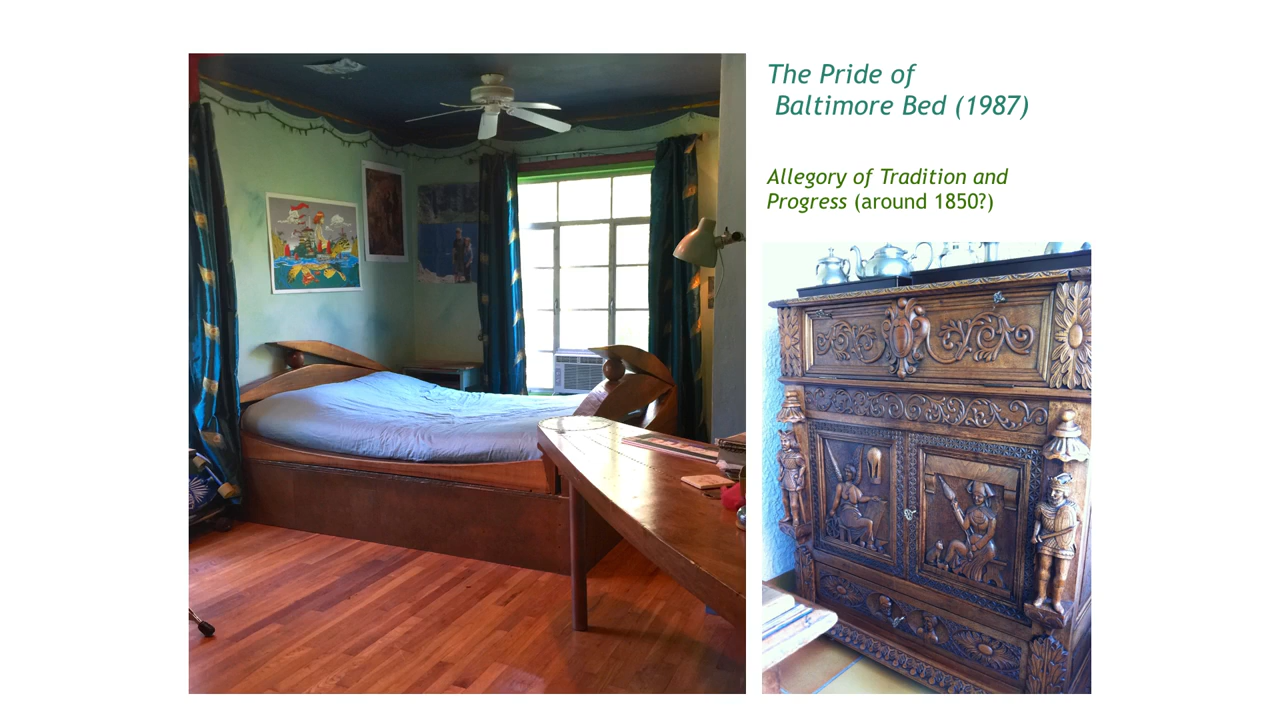 The Pride of
Baltimore Bed (1987)
Allegory of Tradition and
Progress (around 1850?)